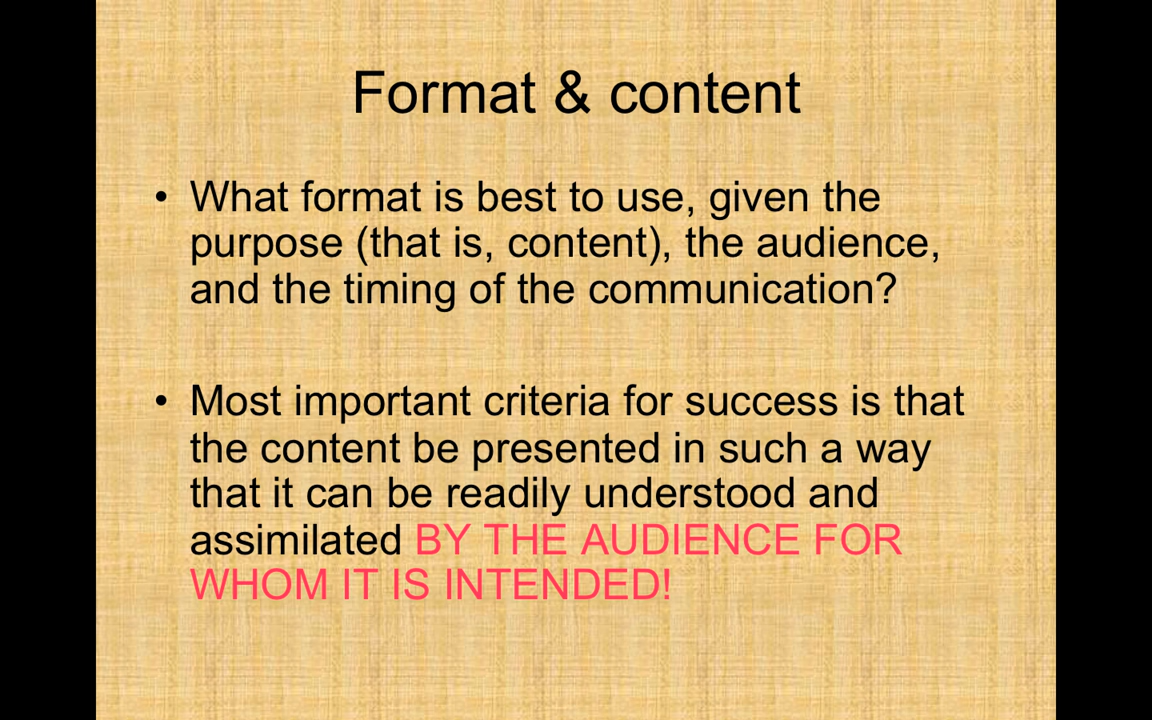 Format & content
• What format is best to use, given the
purpose (that is, content), the audience,
and the timing of the communication?
• Most important criteria for success is that
the content be presented in such a way
that it can be readily understood and
assimilated BY THE AUDIENCE FOR
WHOM IT IS INTENDED!